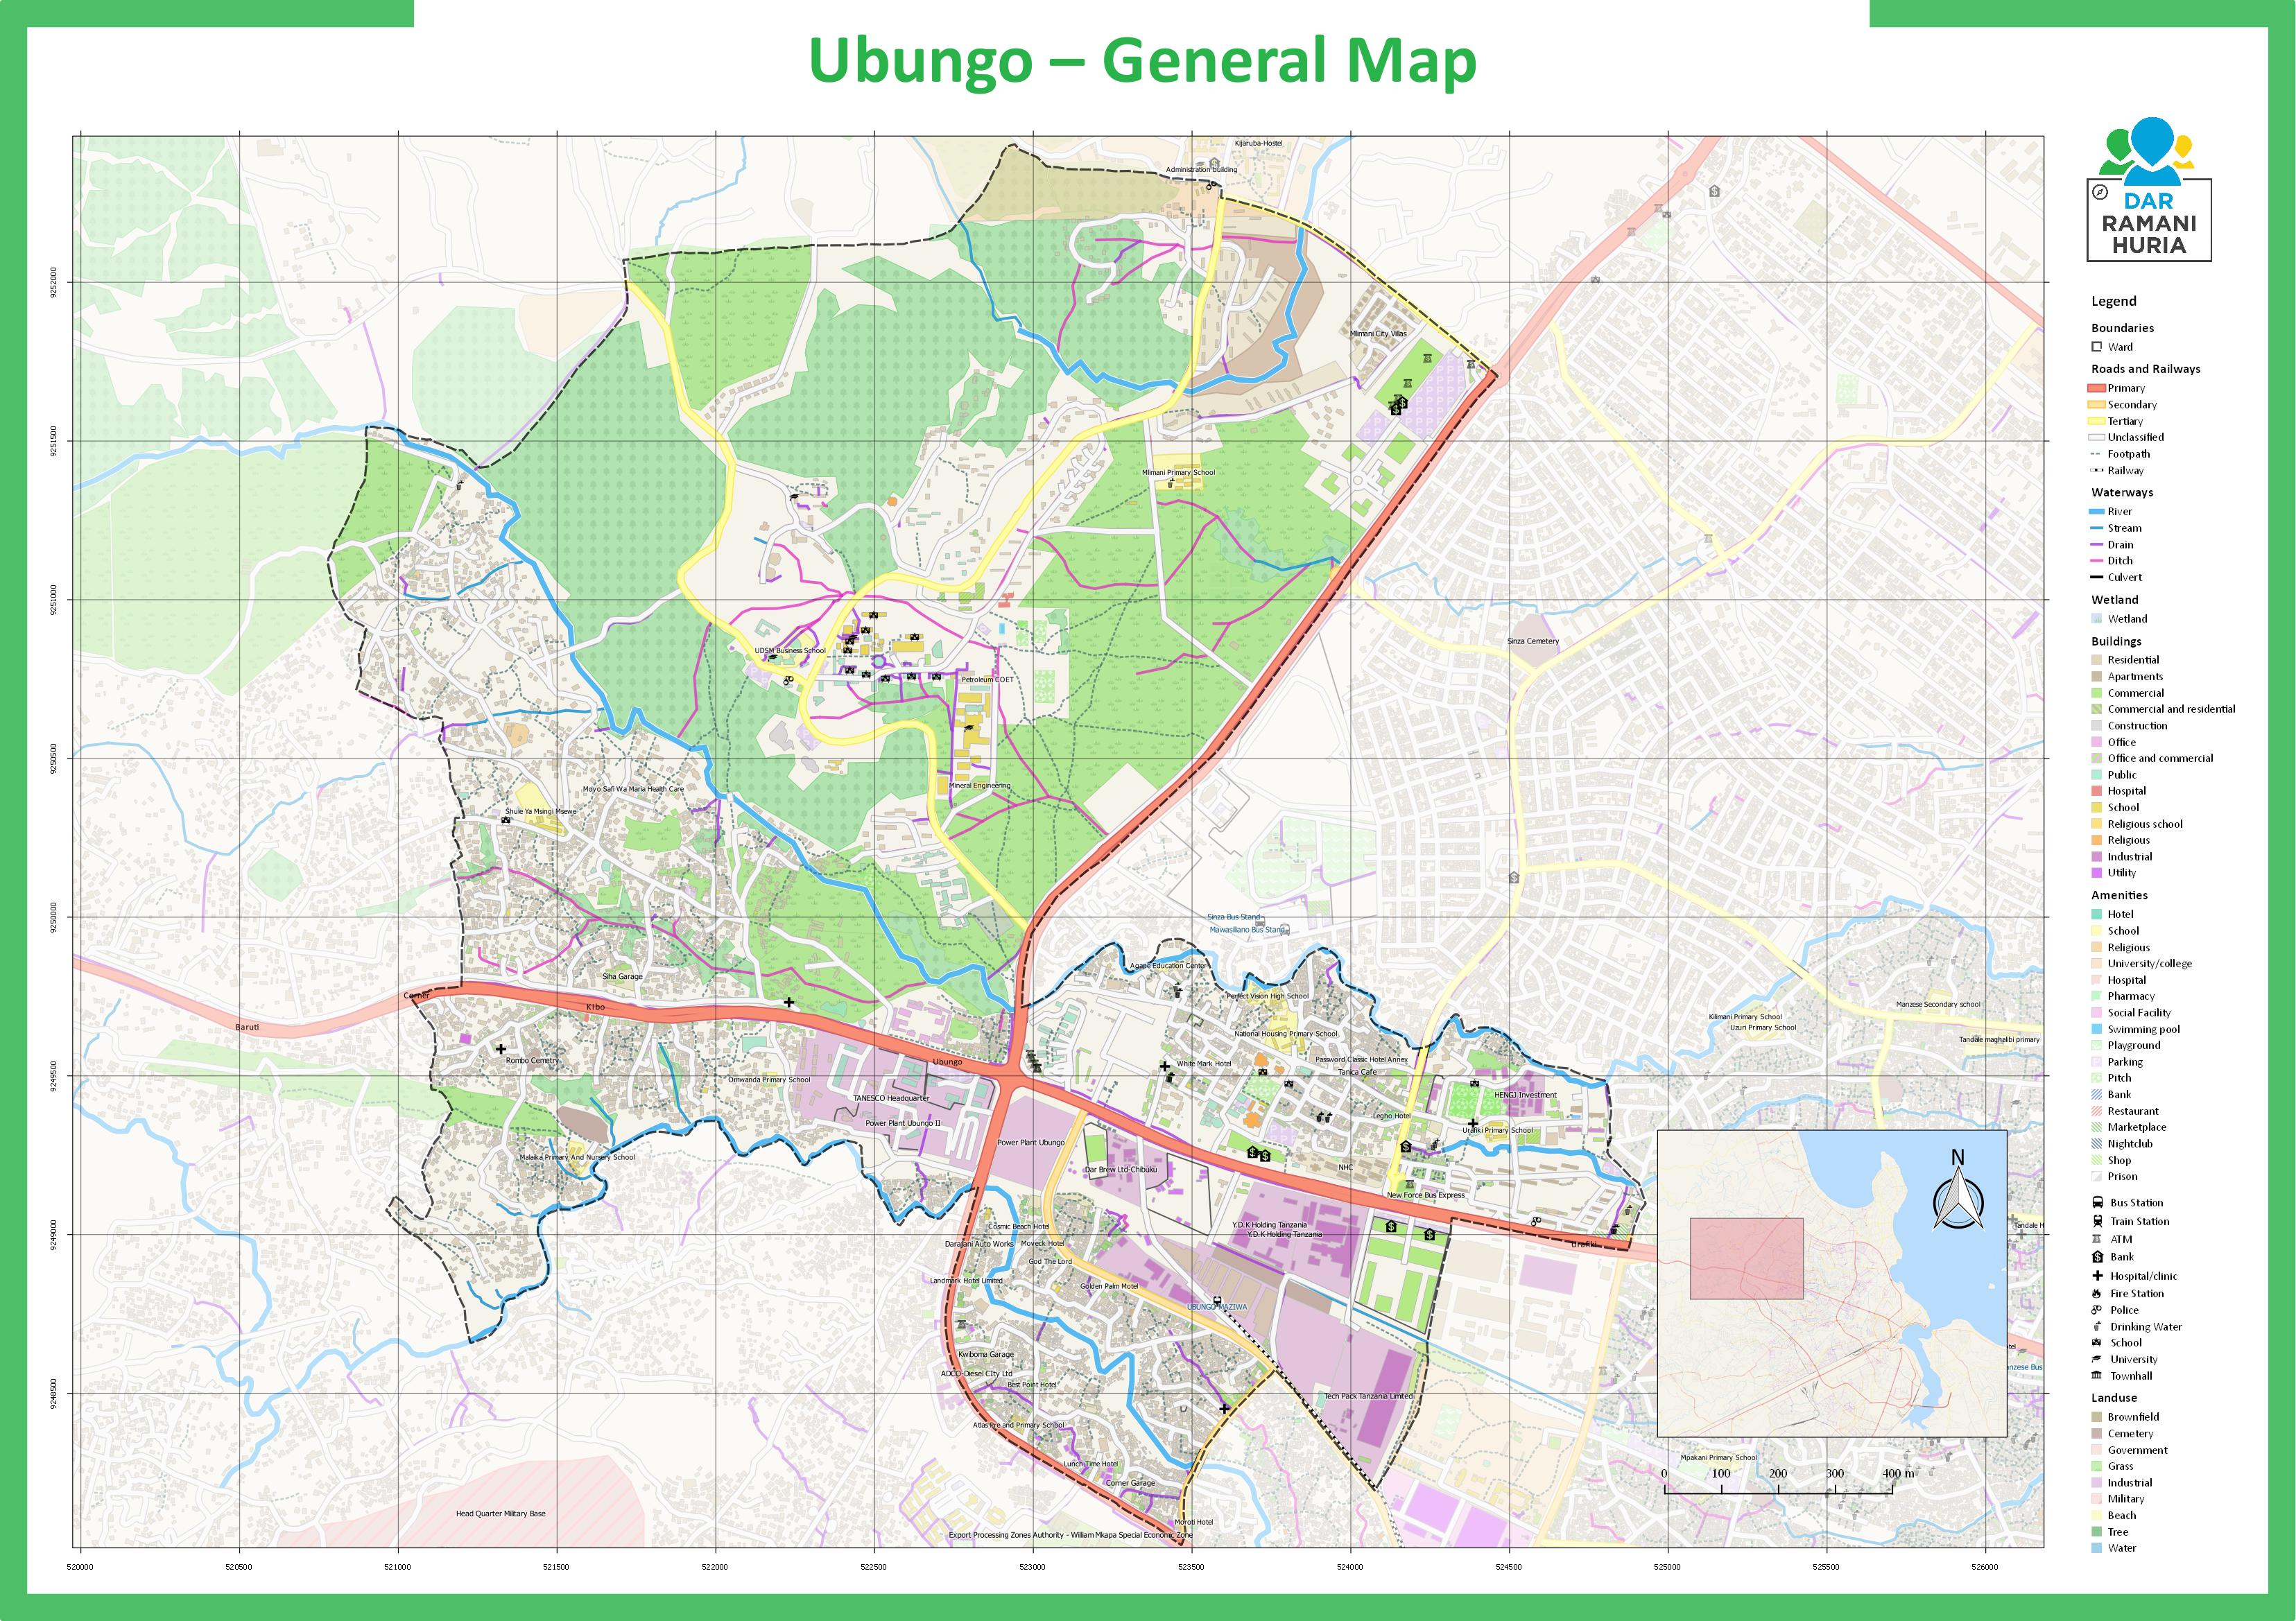 Ubungo – General Map
Kijaruba-Hostel
Administration building
Mlimani City Villas
Mlimani Primary School
UDSM Business School
Petroleum COET
Sinza Cemetery
Mineral Engineering
Moyo Safi Wa Maria Health Care
Shule Ya Msingi Msewe
Sinza Bus Stand
Mawasiliano Bus Stand
Agape Education Center
Siha Garage
Perfect Vision High School
Corner
Kibo
Baruti
Manzese Secondary school
Kilimani Primary School
Uzuri Primary School
National Housing Primary School
Tandale maghalibi primary
Password Classic Hotel Annex
Rombo Cemetry
Ubungo
White Mark Hotel
Tanica Cafe
Omwanda Primary School
TANESCO Headquarter
HENGJ Investment
Legho Hotel
Power Plant Ubungo II
Urafiki Primary School
Power Plant Ubungo
Malaika Primary And Nursery School
Dar Brew Ltd-Chibuku
NHC
New Force Bus Express
Cosmic Beach Hotel
Y.D.K Holding Tanzania
Y.D.K Holding Tanzania
Tandale H
Darajani Auto Works
Moveck Hotel
Urafiki
God The Lord
Landmark Hotel Limited
Golden Palm Motel
UBUNGO MAZIWA
Kwiboma Garage
ADCO-Diesel City Ltd
Best Point Hotel
Tech Pack Tanzania Limited
Atlas Pre and Primary School
Mpakani Primary School
Lunch Time Hotel
Corner Garage
Head Quarter Military Base
Moroti Hotel
Export Processing Zones Authority - William Mkapa Special Economic Zone
N
0 100 200 300 400 m
9252000
9251500
9251000
9250500
9250000
9249500
9249000
9248500
520000 520500 521000 521500 522000 522500 523000 523500 524000 524500 525000 525500 526000
DAR
RAMANI
HURIA
Legend
Boundaries
Ward
Roads and Railways
Primary
Secondary
Tertiary
Unclassified
Footpath
Railway
Waterways
River
Stream
Drain
Ditch
Culvert
Wetland
Wetland
Buildings
Residential
Apartments
Commercial
Commercial and residential
Construction
Office
Office and commercial
Public
Hospital
School
Religious school
Religious
Industrial
Utility
Amenities
Hotel
School
Religious
University/college
Hospital
Pharmacy
Social Facility
Swimming pool
Playground
Parking
Pitch
Bank
Restaurant
Marketplace
Nightclub
Shop
Prison
Bus Station
Train Station
ATM
Bank
Hospital/clinic
Fire Station
Police
Drinking Water
School
University
Townhall
Landuse
Brownfield
Cemetery
Government
Grass
Industrial
Military
Beach
Tree
Water